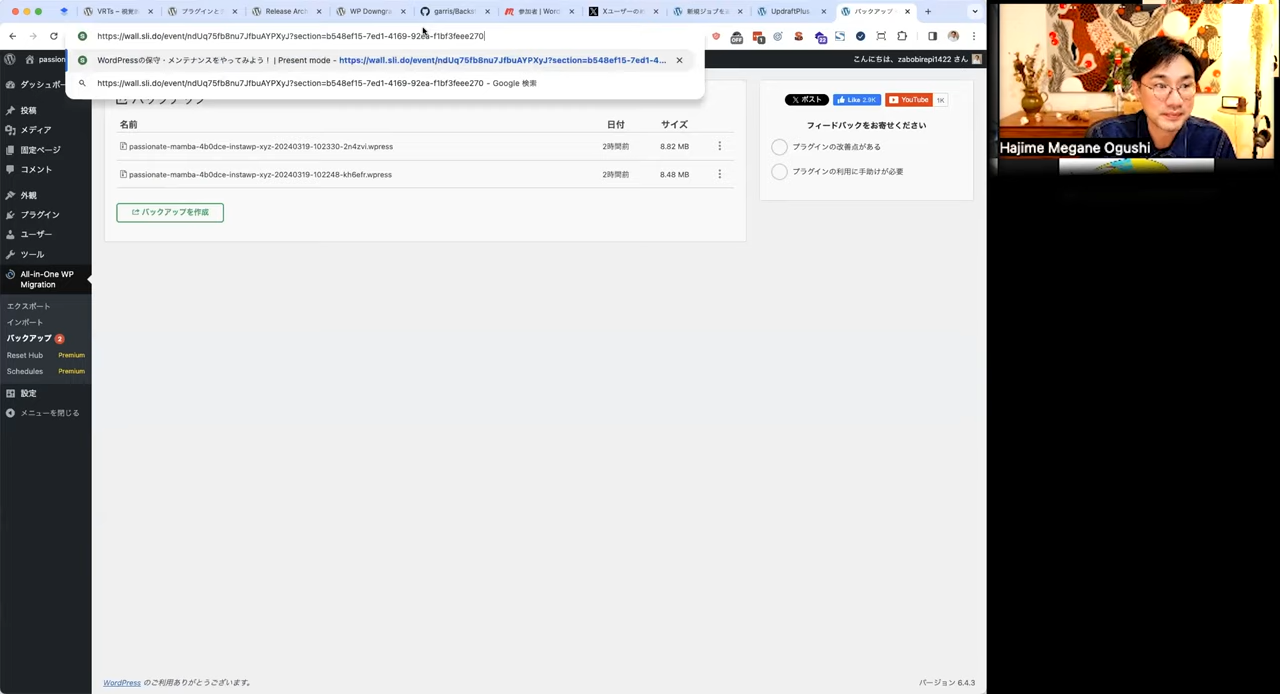 VRTs – 視覚
プラグインと
Release Arch
WP Downgra
garris/Backs
参加者 | Word
Xユーザーの
新規ジョブを
UpdraftPlus
バックアップ
https://wall.sli.do/event/ndUq75fb8nu7JfbuAYPXyJ?section=b548ef15-7ed1-4169-92ea-f1bf3feee270
WordPressの保守・メンテナンスをやってみよう！ | Present mode - https://wall.sli.do/event/ndUq75fb8nu7JfbuAYPXyJ?section=b548ef15-7ed1-4...
https://wall.sli.do/event/ndUq75fb8nu7JfbuAYPXyJ?section=b548ef15-7ed1-4169-92ea-f1bf3feee270 - Google 検索
OFF
1
22
passion
こんにちは、zabobirepi1422 さん
ダッシュボー
投稿
メディア
固定ページ
コメント
外観
プラグイン
ユーザー
ツール
All-in-One WP
Migration
エクスポート
インポート
バックアップ 2
Reset Hub Premium
Schedules Premium
設定
メニューを閉じる
バックアップ
名前 日付 サイズ
passionate-mamba-4b0dce-instawp-xyz-20240319-102330-2n4zvi.wpress 2時間前 8.82 MB
passionate-mamba-4b0dce-instawp-xyz-20240319-102248-kh6efr.wpress 2時間前 8.48 MB
バックアップを作成
ポスト Like 2.9K YouTube 1K
フィードバックをお寄せください
プラグインの改善点がある
プラグインの利用に手助けが必要
WordPress のご利用ありがとうございます。
バージョン 6.4.3
Hajime Megane Ogushi